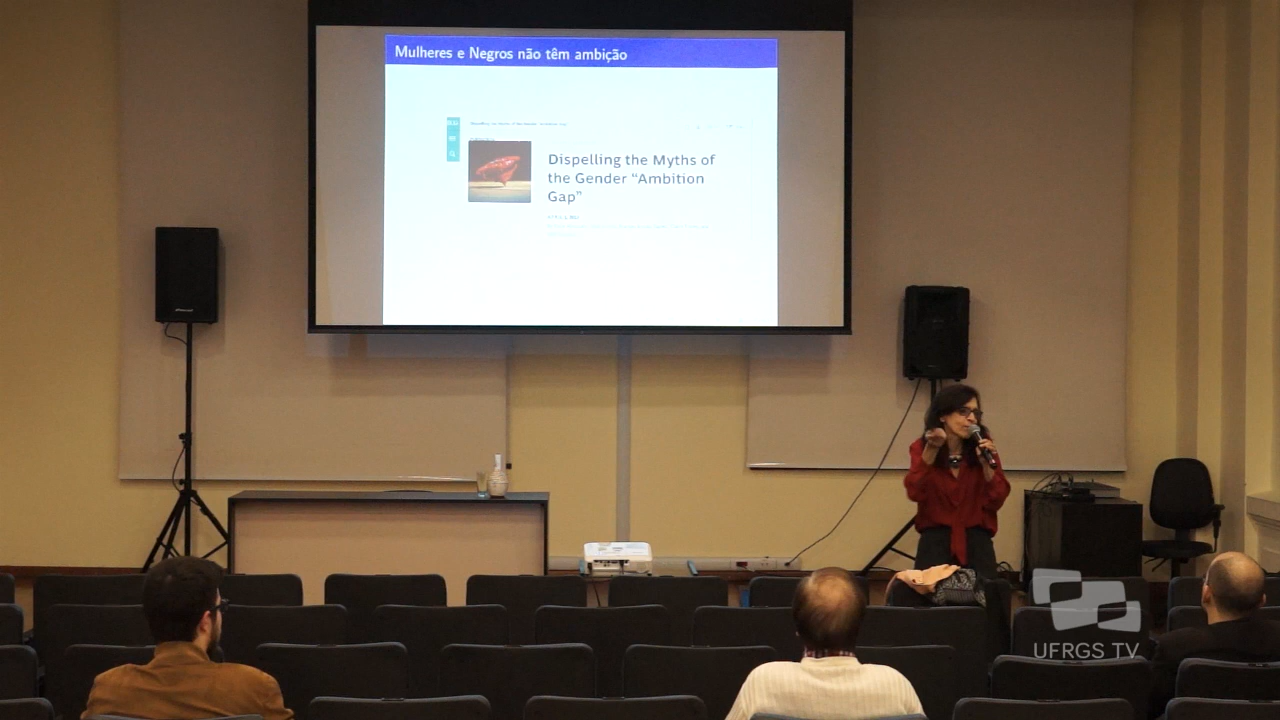 Mulheres e Negros não têm ambição
Dispelling the Myths of
the Gender “Ambition
Gap”
UFRGS TV